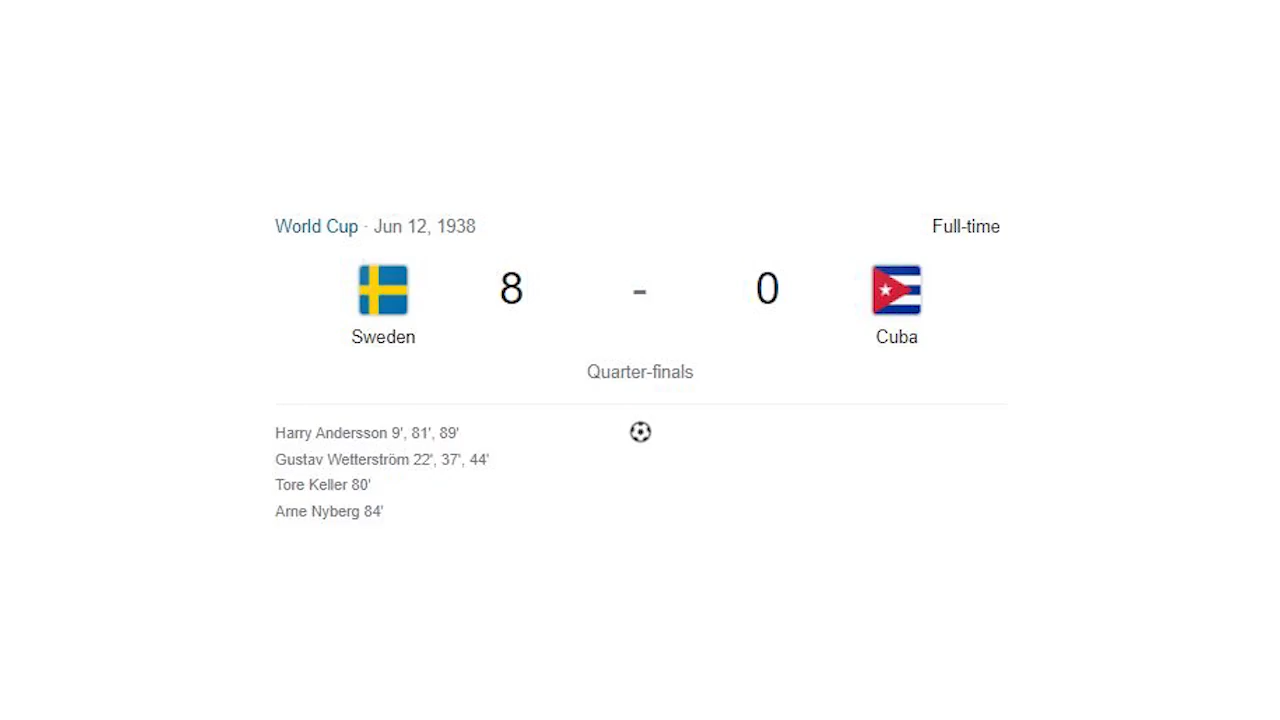 World Cup · Jun 12, 1938 Full-time
8 - 0
Sweden Cuba
Quarter-finals
Harry Andersson 9', 81', 89'
Gustav Wetterström 22', 37', 44'
Tore Keller 80'
Arne Nyberg 84'